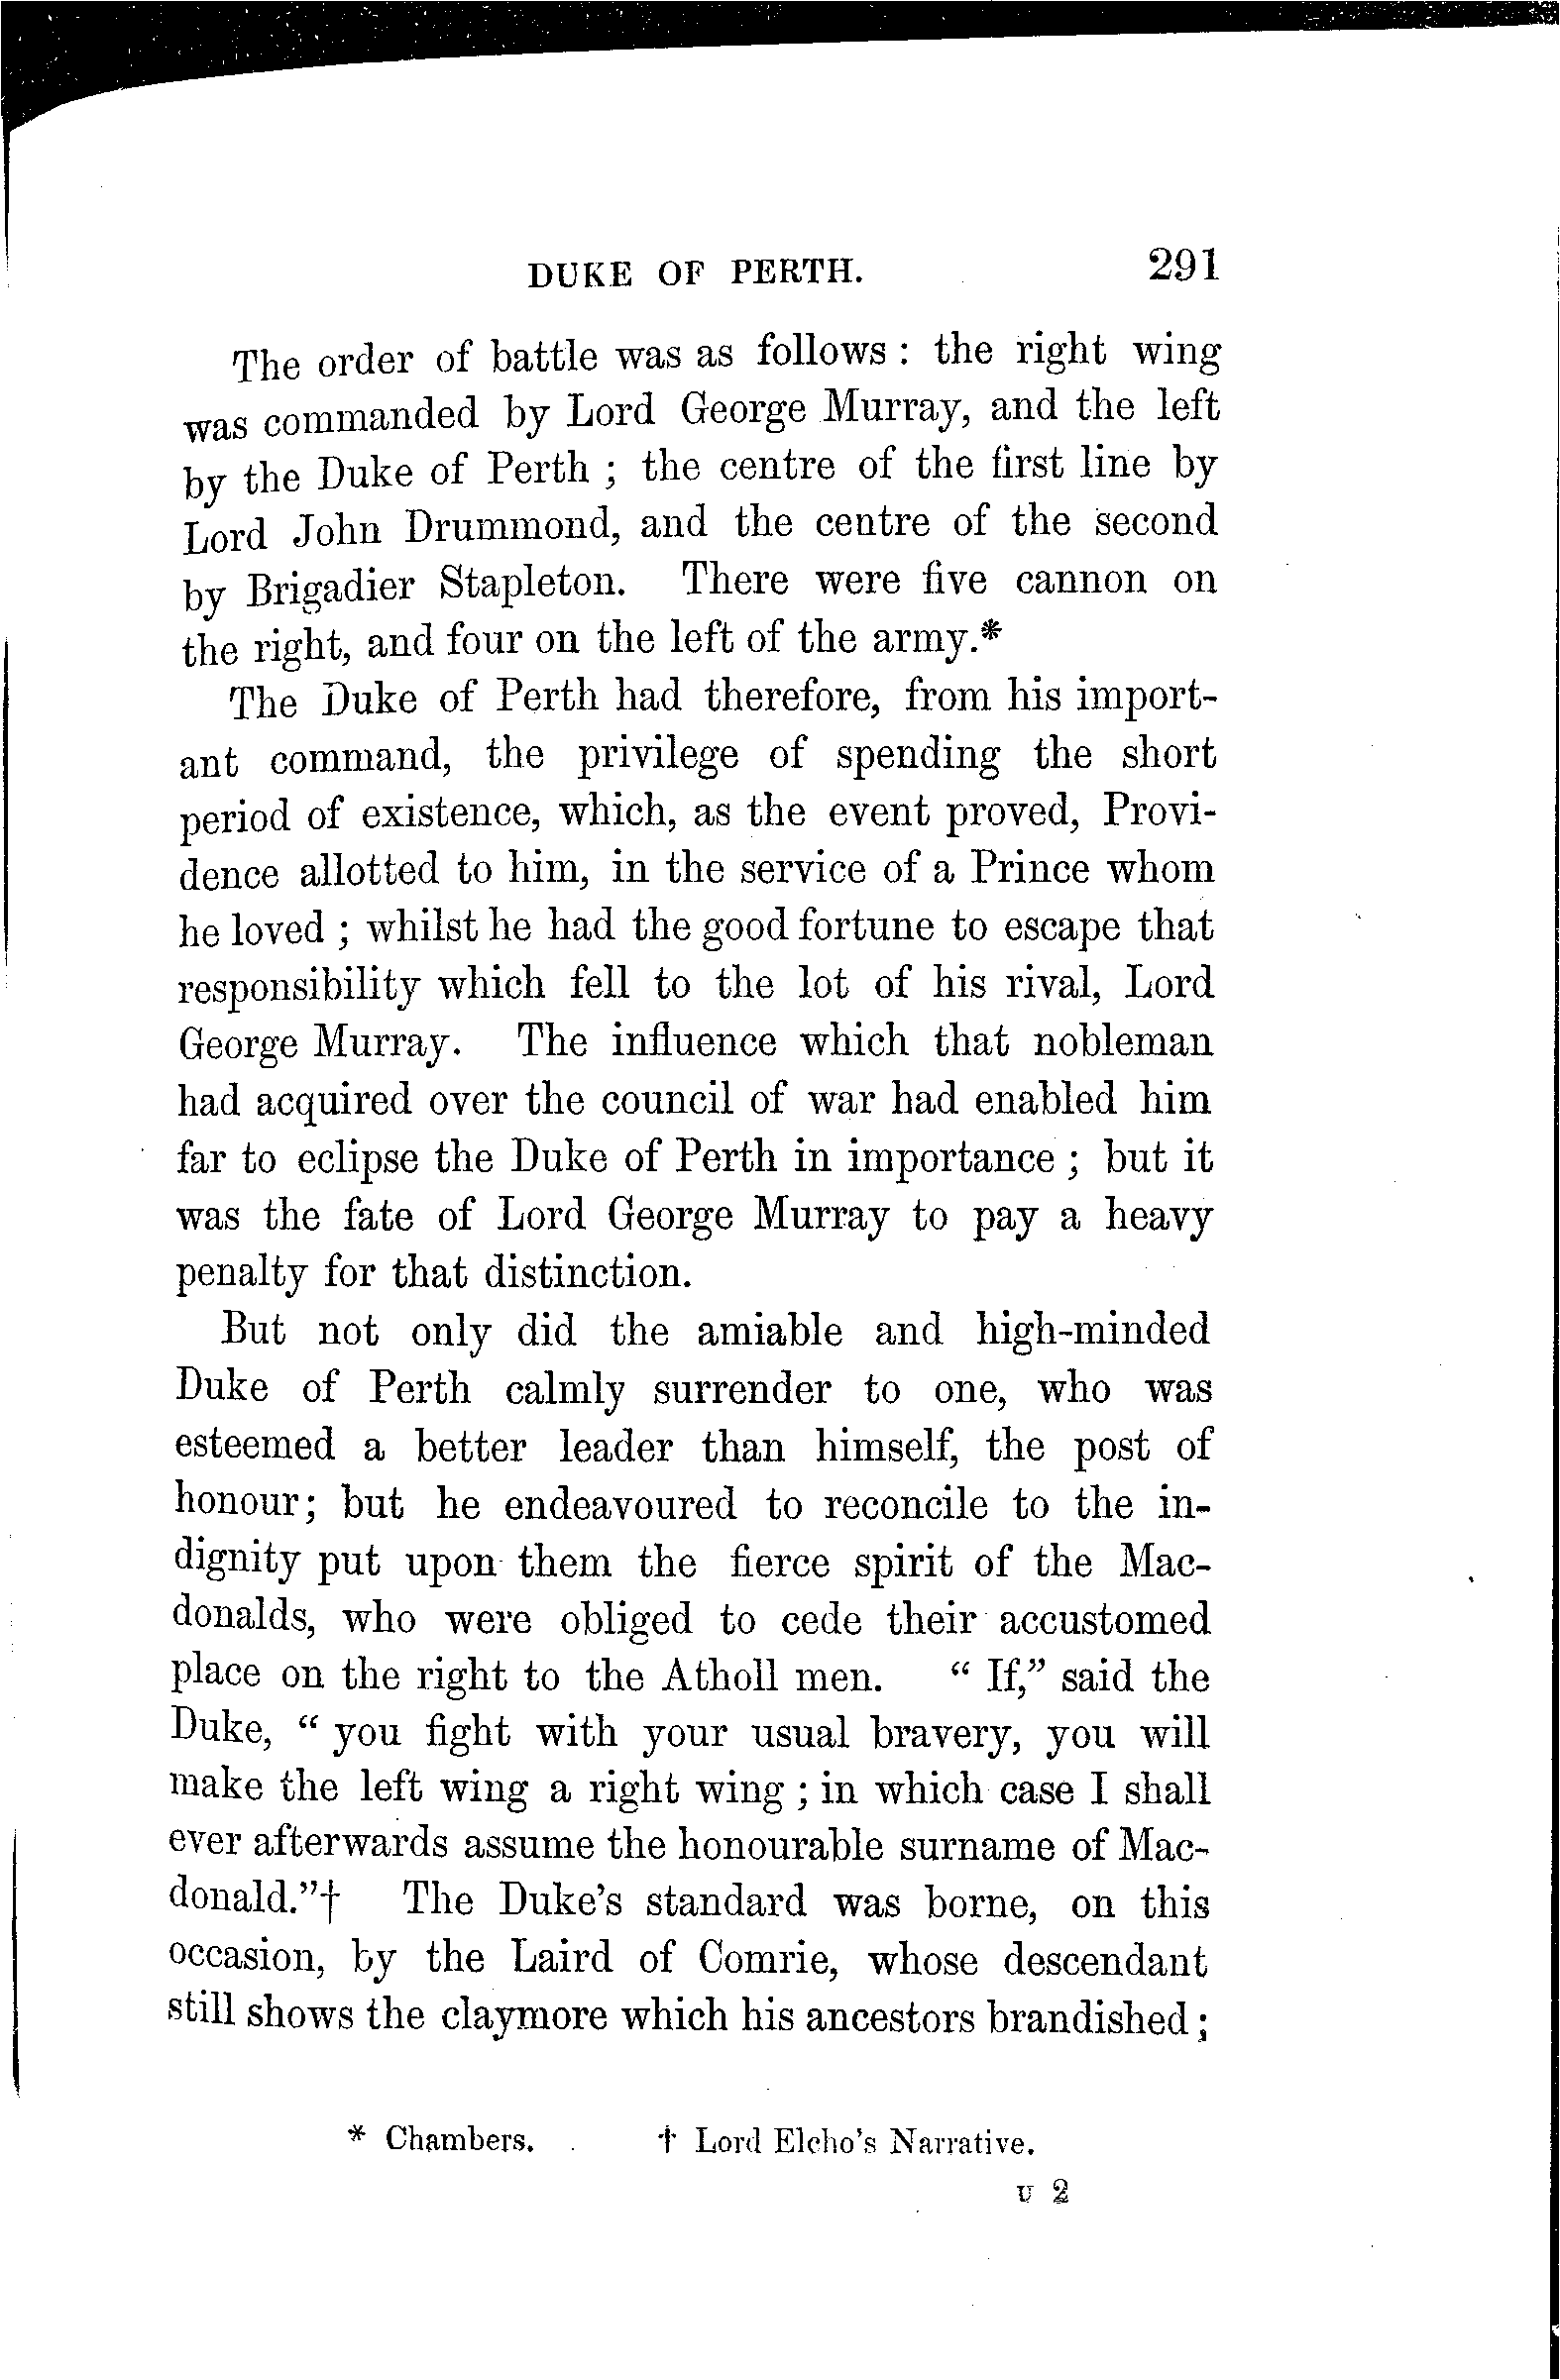 DUKE OF PERTH. 291
The order of battle was as follows : the right wing
was commanded by Lord George Murray, and the left
by the Duke of Perth ; the centre of the first line by
Lord John Drummond, and the centre of the second
by Brigadier Stapleton. There were five cannon on
the right, and four on the left of the army.*
The Duke of Perth had therefore, from his import-
ant command, the privilege of spending the short
period of existence, which, as the event proved, Provi-
dence allotted to him, in the service of a Prince whom
he loved ; whilst he had the good fortune to escape that
responsibility which fell to the lot of his rival, Lord
George Murray. The influence which that nobleman
had acquired over the council of war had enabled him
far to eclipse the Duke of Perth in importance ; but it
was the fate of Lord George Murray to pay a heavy
penalty for that distinction.
But not only did the amiable and high-minded
Duke of Perth calmly surrender to one, who was
esteemed a better leader than himself, the post of
honour; but he endeavoured to reconcile to the in-
dignity put upon them the fierce spirit of the Mac-
donalds, who were obliged to cede their accustomed
place on the right to the Atholl men. “ If,” said the
Duke, “ you fight with your usual bravery, you will
make the left wing a right wing ; in which case I shall
ever afterwards assume the honourable surname of Mac-
donald.”† The Duke’s standard was borne, on this
occasion, by the Laird of Comrie, whose descendant
still shows the claymore which his ancestors brandished ;
* Chambers. † Lord Elcho’s Narrative.
U 2